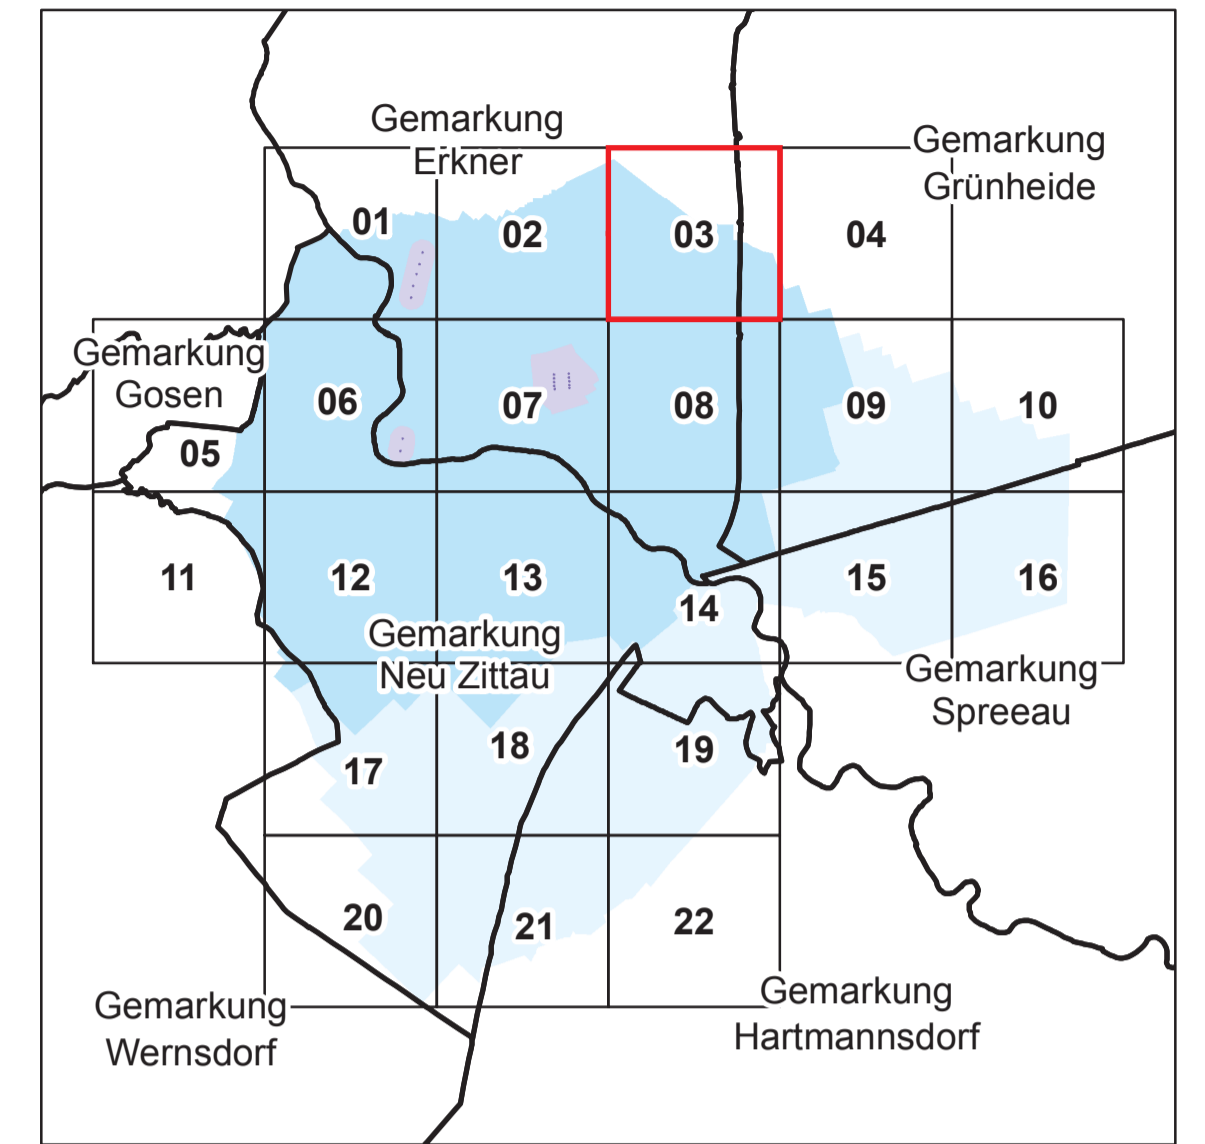 Gemarkung
Erkner
Gemarkung
Grünheide
01
02
03
04
Gemarkung
Gosen
05
06
07
08
09
10
11
12
13
14
15
16
Gemarkung
Neu Zittau
Gemarkung
Spreeau
17
18
19
20
21
22
Gemarkung
Wernsdorf
Gemarkung
Hartmannsdorf